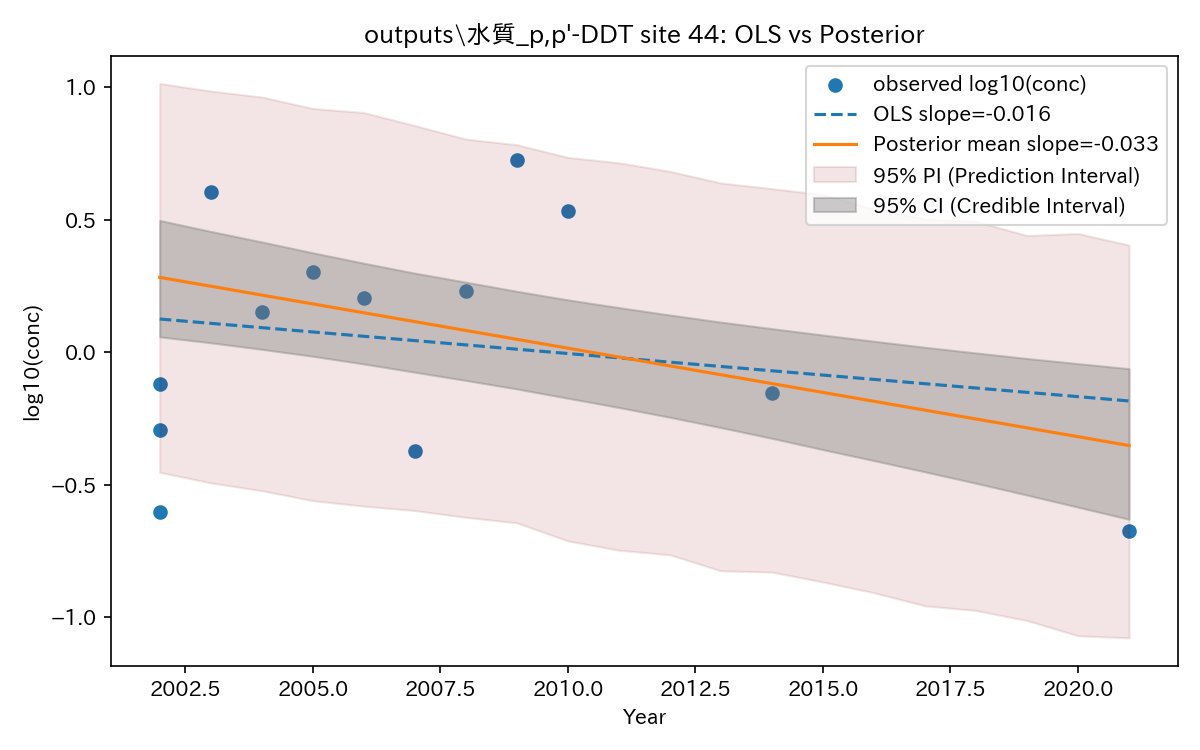 outputs\水質_p,p'-DDT site 44: OLS vs Posterior
observed log10(conc)
OLS slope=-0.016
Posterior mean slope=-0.033
95% PI (Prediction Interval)
95% CI (Credible Interval)
log10(conc)
1.0
0.5
0.0
−0.5
−1.0
2002.5 2005.0 2007.5 2010.0 2012.5 2015.0 2017.5 2020.0
Year